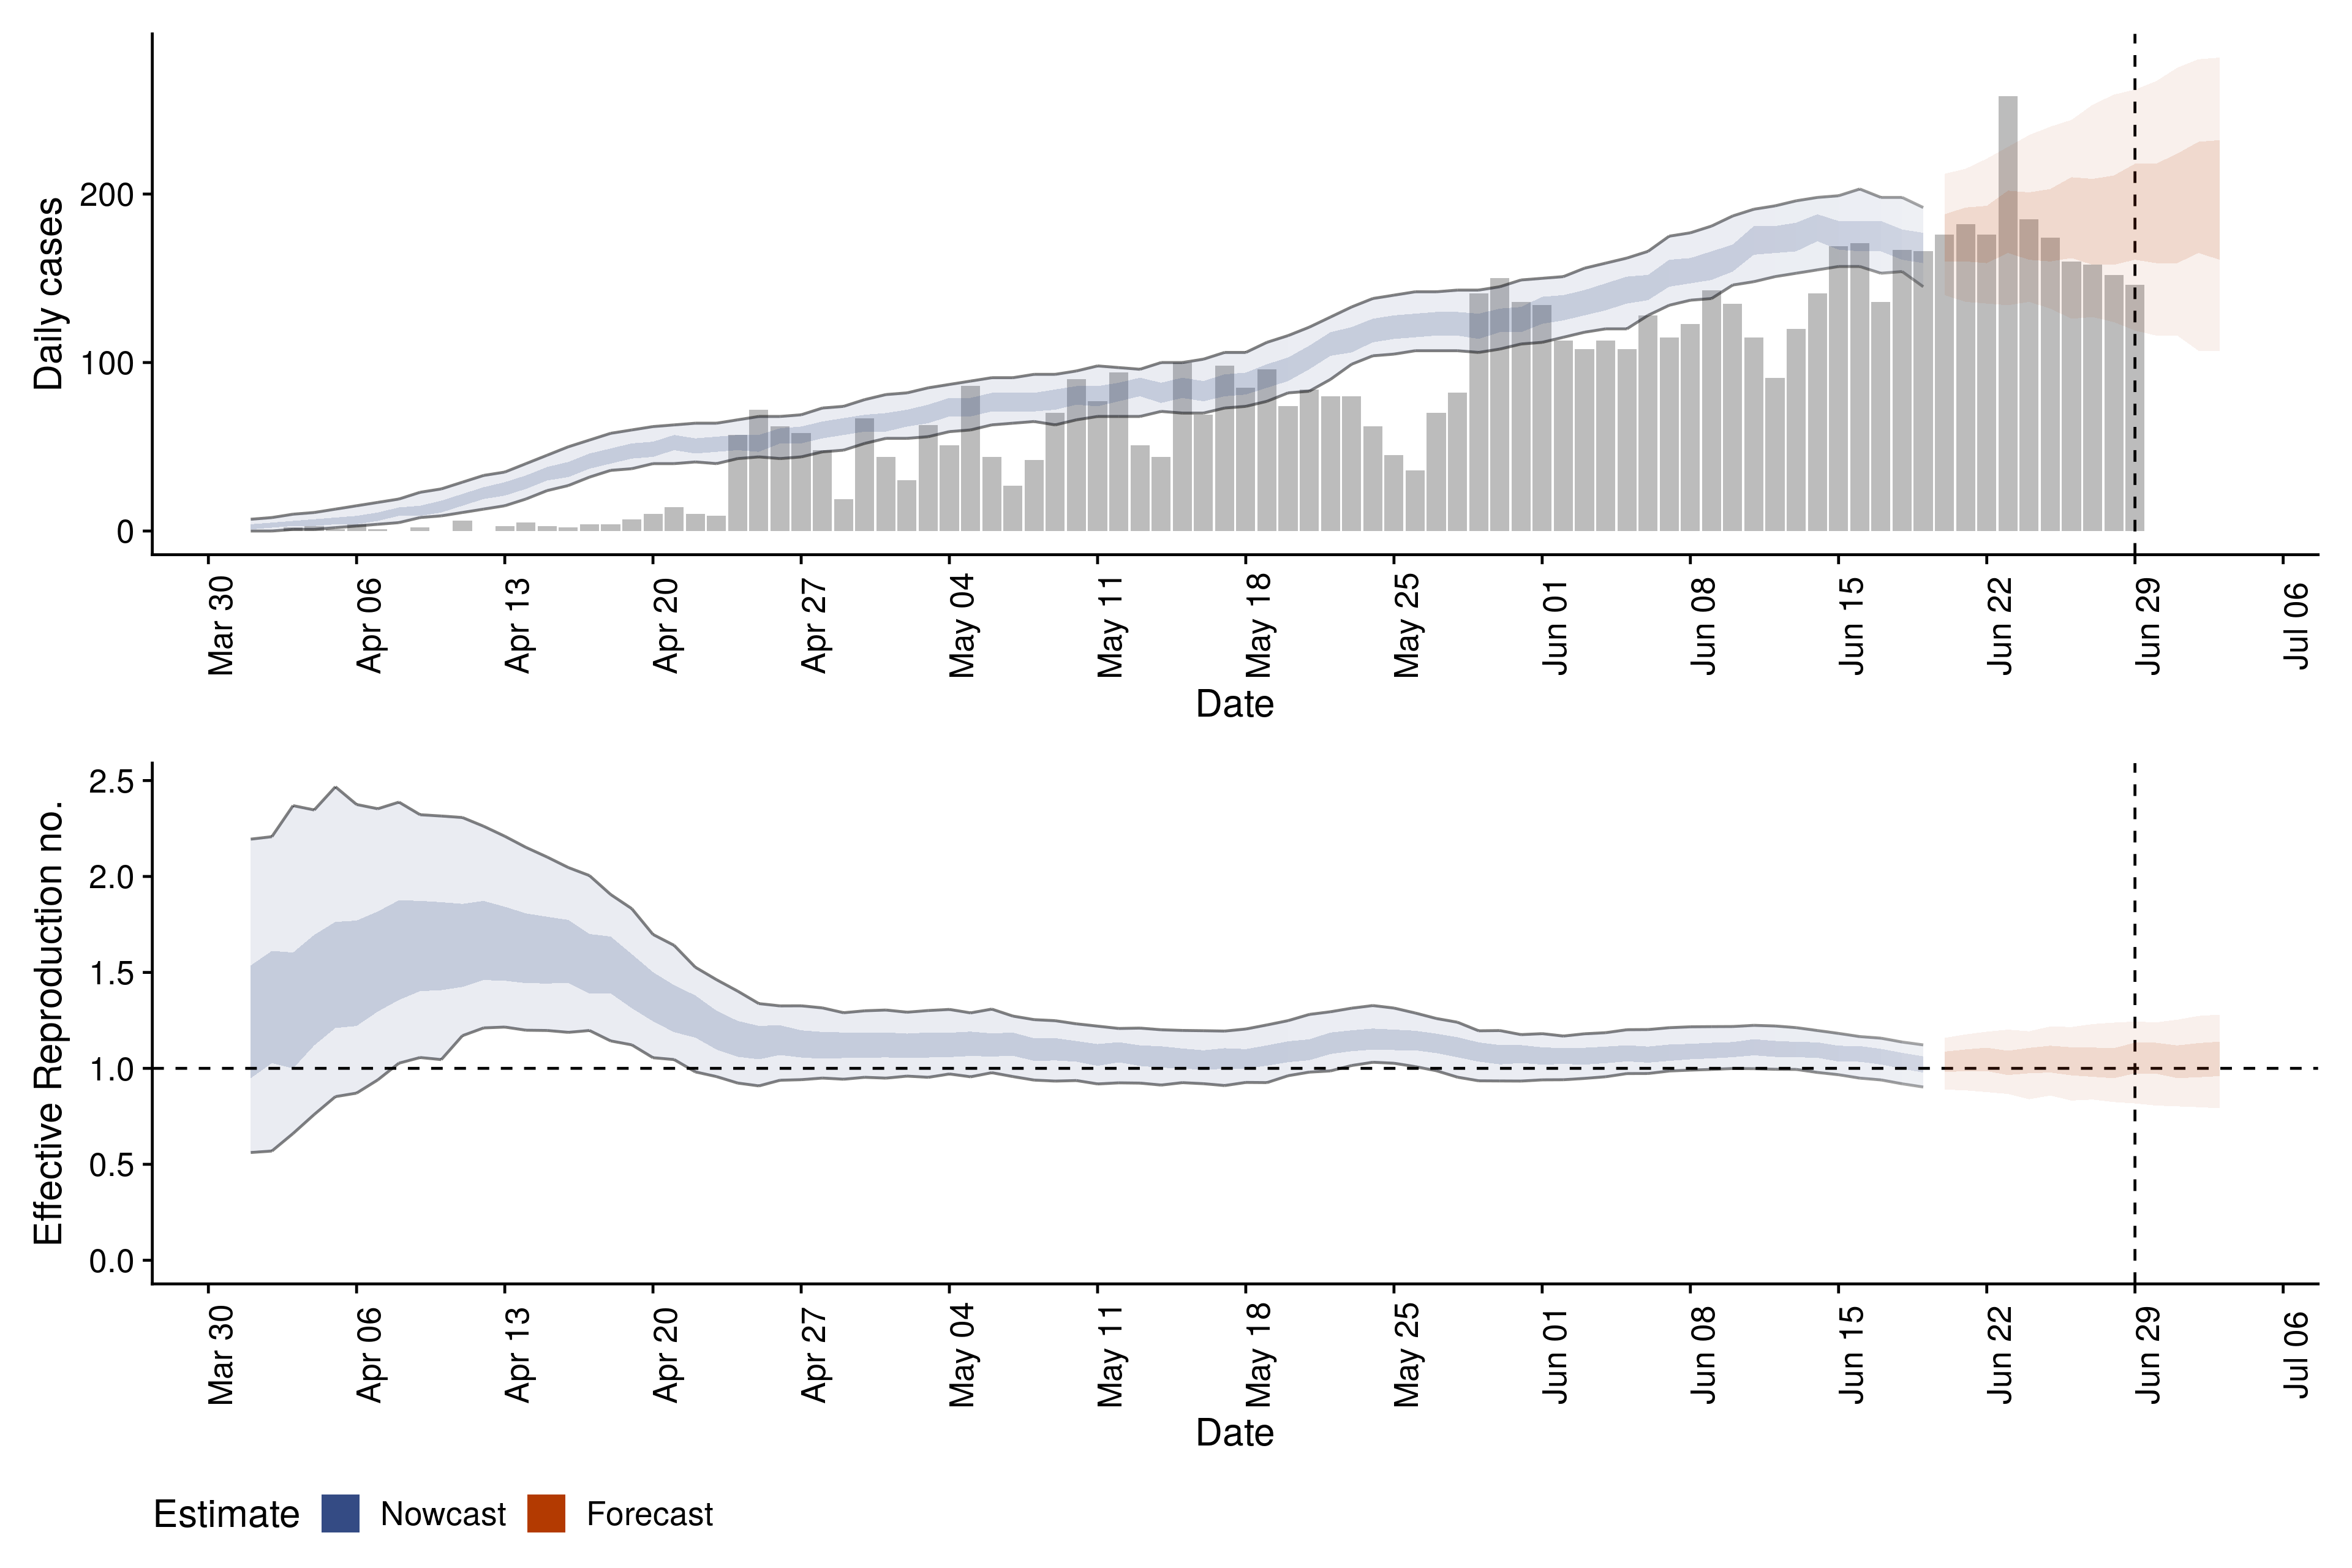 Daily cases
200
100
0
Mar 30
Apr 06
Apr 13
Apr 20
Apr 27
May 04
May 11
May 18
May 25
Jun 01
Jun 08
Jun 15
Jun 22
Jun 29
Jul 06
Date
Effective Reproduction no.
2.5
2.0
1.5
1.0
0.5
0.0
Mar 30
Apr 06
Apr 13
Apr 20
Apr 27
May 04
May 11
May 18
May 25
Jun 01
Jun 08
Jun 15
Jun 22
Jun 29
Jul 06
Date
Estimate Nowcast Forecast